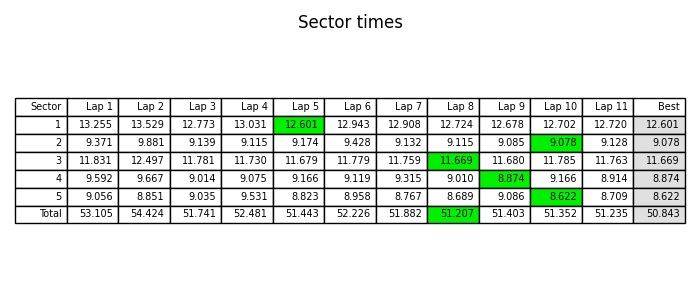 Sector times
Sector Lap 1 Lap 2 Lap 3 Lap 4 Lap 5 Lap 6 Lap 7 Lap 8 Lap 9 Lap 10 Lap 11 Best
1 13.255 13.529 12.773 13.031 12.601 12.943 12.908 12.724 12.678 12.702 12.720 12.601
2 9.371 9.881 9.139 9.115 9.174 9.428 9.132 9.115 9.085 9.078 9.128 9.078
3 11.831 12.497 11.781 11.730 11.679 11.779 11.759 11.669 11.680 11.785 11.763 11.669
4 9.592 9.667 9.014 9.075 9.166 9.119 9.315 9.010 8.874 9.166 8.914 8.874
5 9.056 8.851 9.035 9.531 8.823 8.958 8.767 8.689 9.086 8.622 8.709 8.622
Total 53.105 54.424 51.741 52.481 51.443 52.226 51.882 51.207 51.403 51.352 51.235 50.843